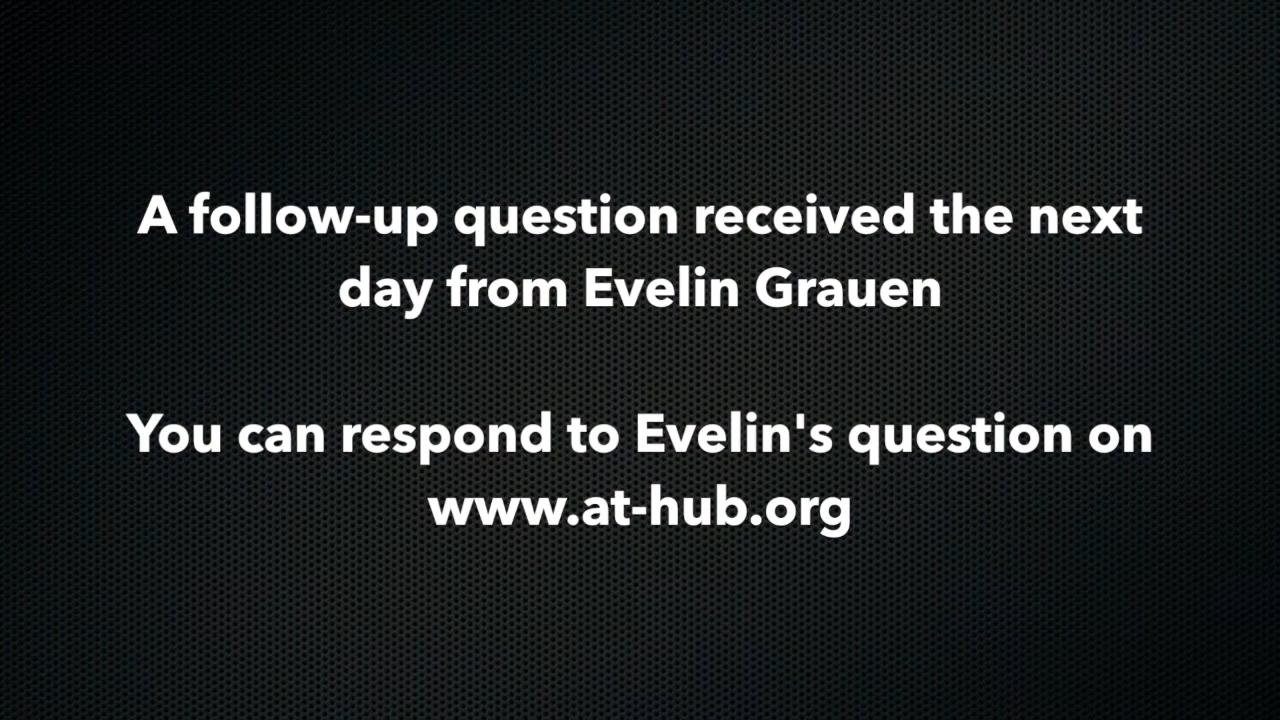 A follow-up question received the next
day from Evelin Grauen
You can respond to Evelin's question on
www.at-hub.org